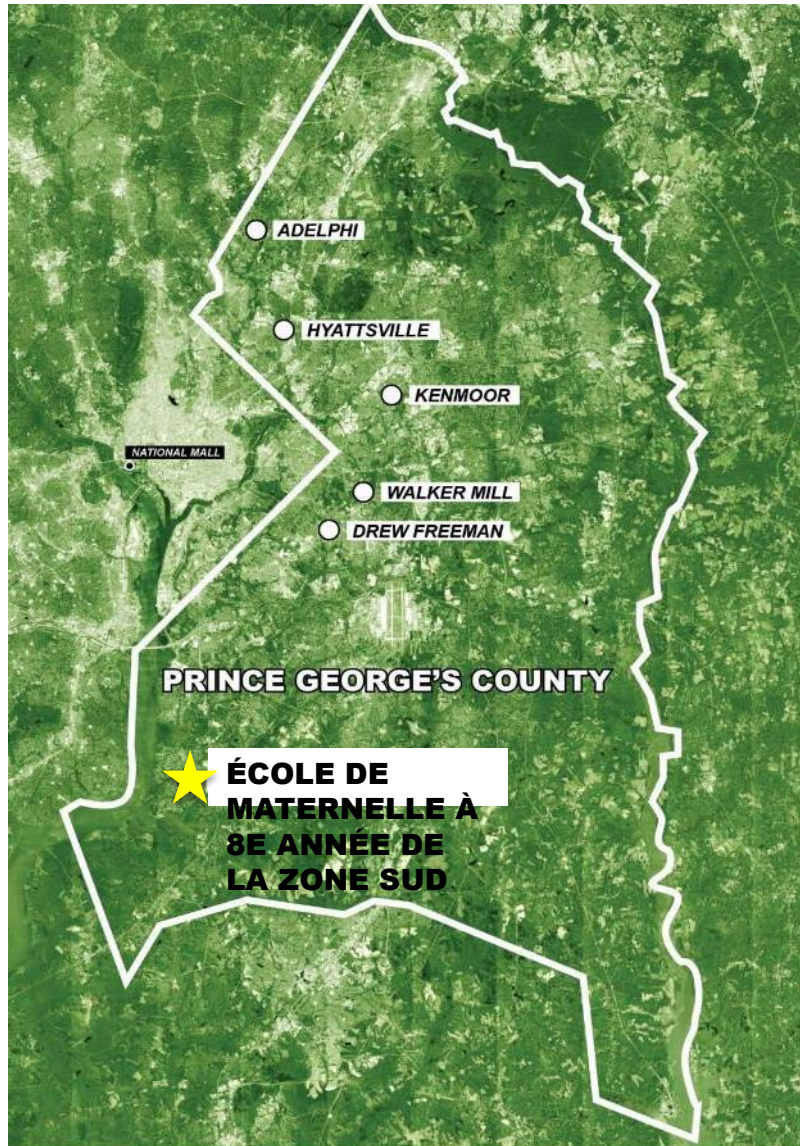 ADELPHI
HYATTSVILLE
KENMOOR
NATIONAL MALL
WALKER MILL
DREW FREEMAN
PRINCE GEORGE'S COUNTY
ÉCOLE DE
MATERNELLE À
8E ANNÉE DE
LA ZONE SUD